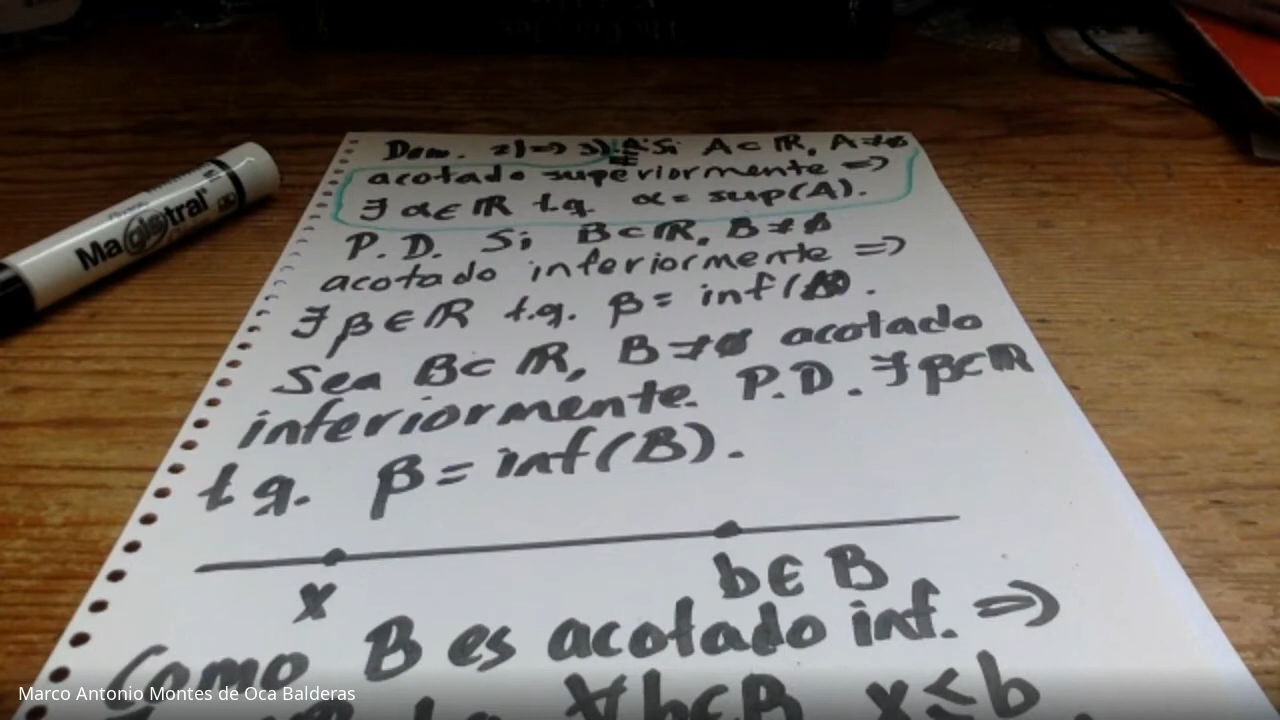 Magistral
Dem. 2) => 3) Si A ⊂ ℝ, A ≠ ∅
acotado superiormente =>
∃ α ∈ ℝ t.q. α = sup(A).
P.D. Si B ⊂ ℝ, B ≠ ∅
acotado inferiormente =>
∃ β ∈ ℝ t.q. β = inf(
Sea B ⊂ ℝ, B ≠ ∅ acotado
inferiormente. P.D. ∃ β ⊂ ℝ
t.q. β = inf(B).
x
b ∈ B
Como B es acotado inf. =>
∀ b ∈ B, x ≤ b
Marco Antonio Montes de Oca Balderas